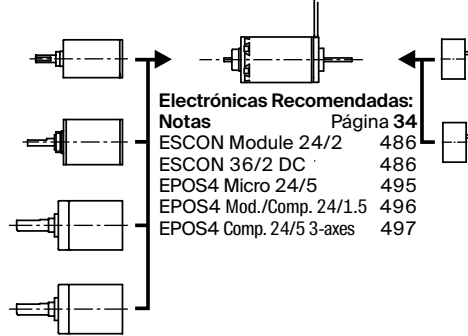 Electrónicas Recomendadas:
Notas Página 34
ESCON Module 24/2 486
ESCON 36/2 DC 486
EPOS4 Micro 24/5 495
EPOS4 Mod./Comp. 24/1.5 496
EPOS4 Comp. 24/5 3-axes 497